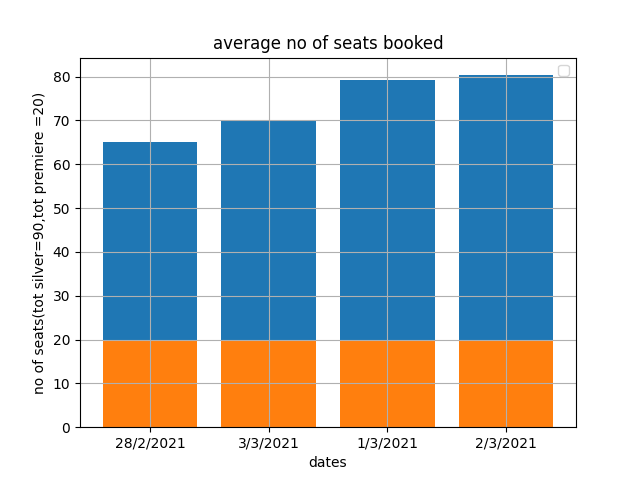 average no of seats booked
no of seats(tot silver=90,tot premiere =20)
80
70
60
50
40
30
20
10
0
28/2/2021 3/3/2021 1/3/2021 2/3/2021
dates